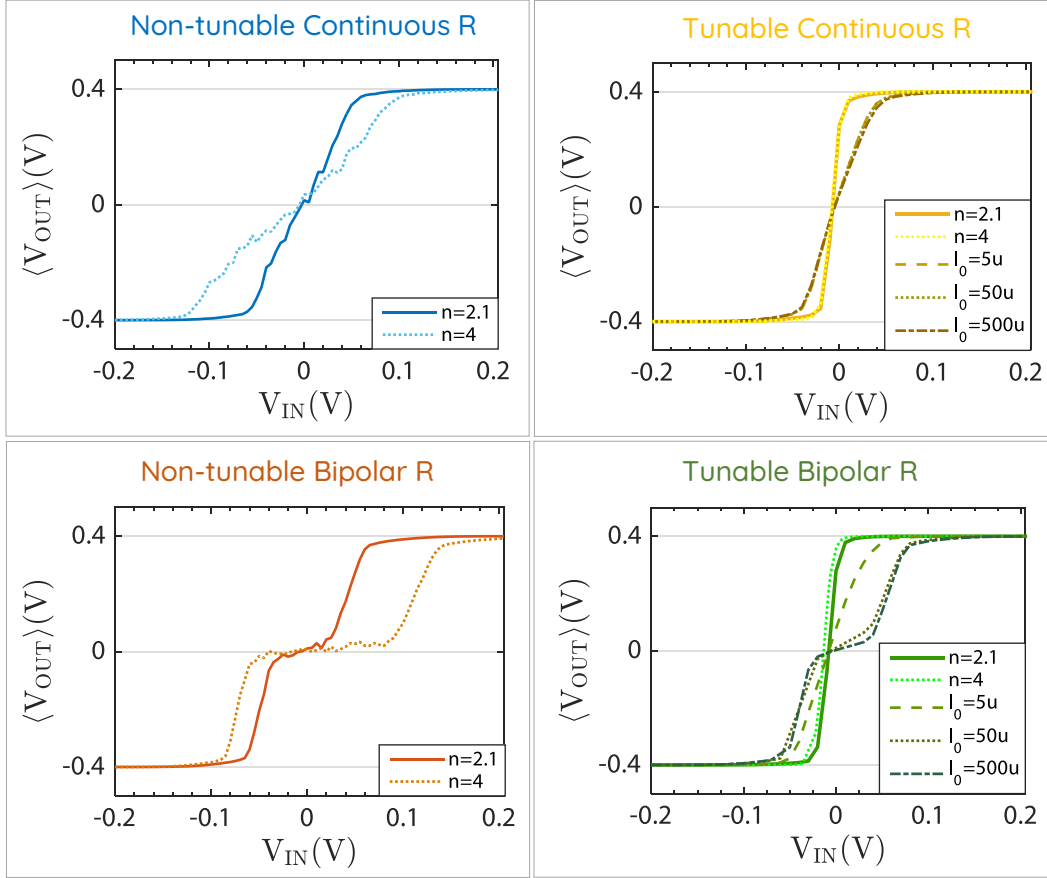 Non-tunable Continuous R
⟨V_OUT⟩(V)
0.4
0
-0.4
n=2.1
n=4
-0.2 -0.1 0 0.1 0.2
V_IN(V)
Tunable Continuous R
⟨V_OUT⟩(V)
0.4
0
-0.4
n=2.1
n=4
I_0=5u
I_0=50u
I_0=500u
-0.2 -0.1 0 0.1 0.2
V_IN(V)
Non-tunable Bipolar R
⟨V_OUT⟩(V)
0.4
0
-0.4
n=2.1
n=4
-0.2 -0.1 0 0.1 0.2
V_IN(V)
Tunable Bipolar R
⟨V_OUT⟩(V)
0.4
0
-0.4
n=2.1
n=4
I_0=5u
I_0=50u
I_0=500u
-0.2 -0.1 0 0.1 0.2
V_IN(V)